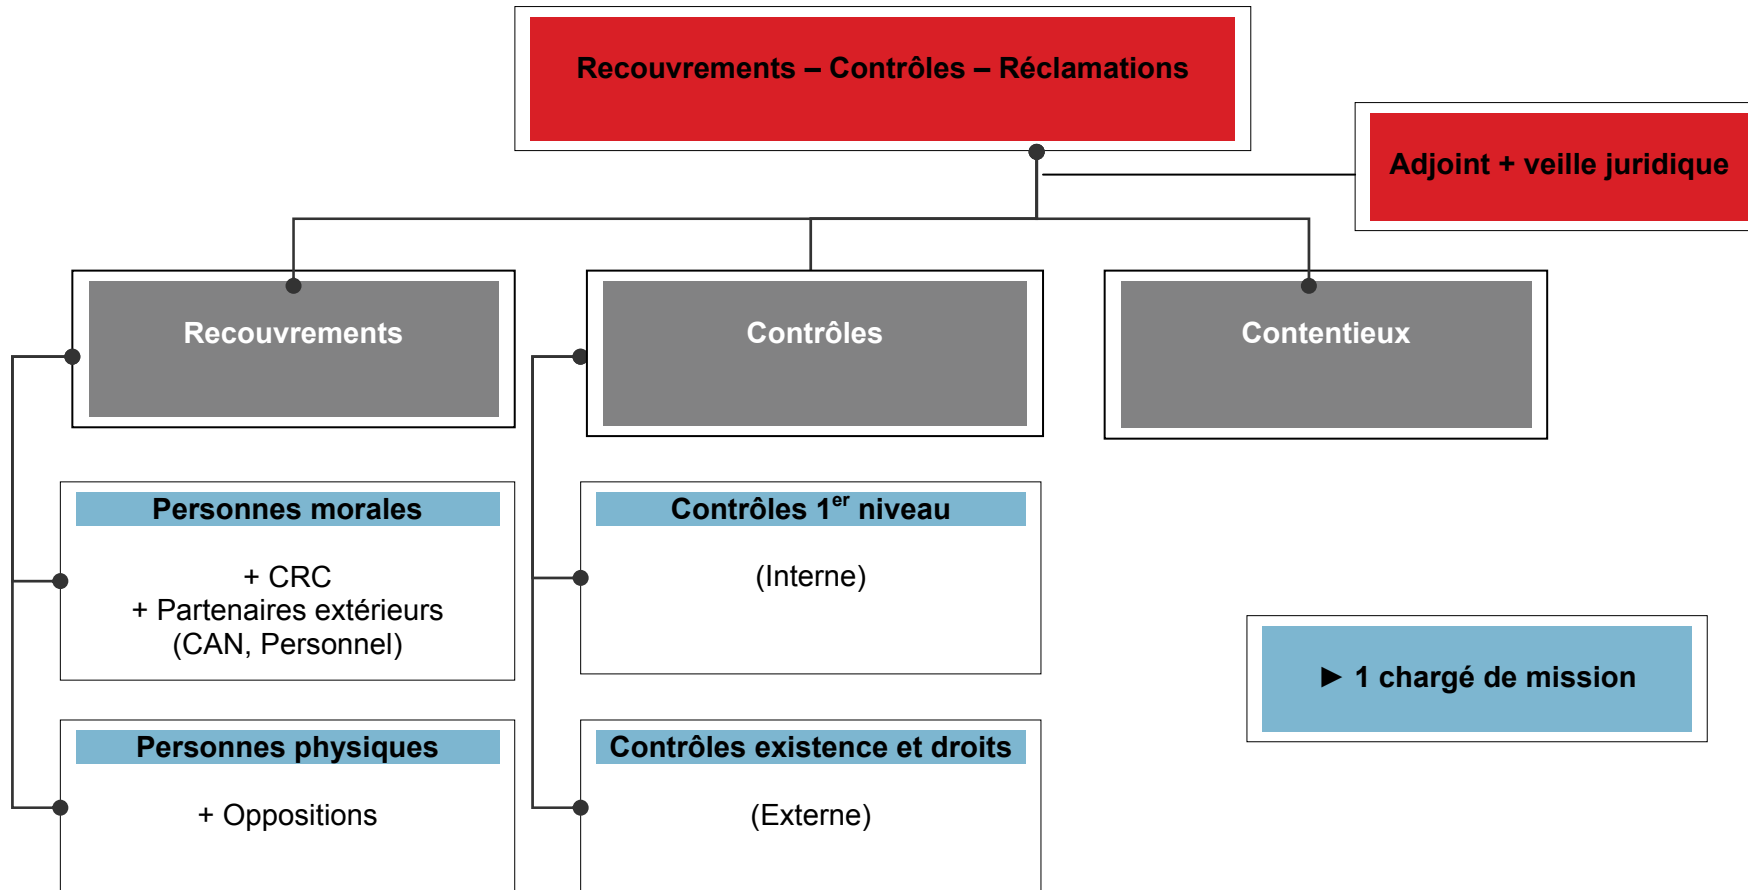 Recouvrements – Contrôles – Réclamations
Adjoint + veille juridique
Recouvrements
Contrôles
Contentieux
Personnes morales
+ CRC
+ Partenaires extérieurs
(CAN, Personnel)
Contrôles 1er niveau
(Interne)
► 1 chargé de mission
Personnes physiques
+ Oppositions
Contrôles existence et droits
(Externe)